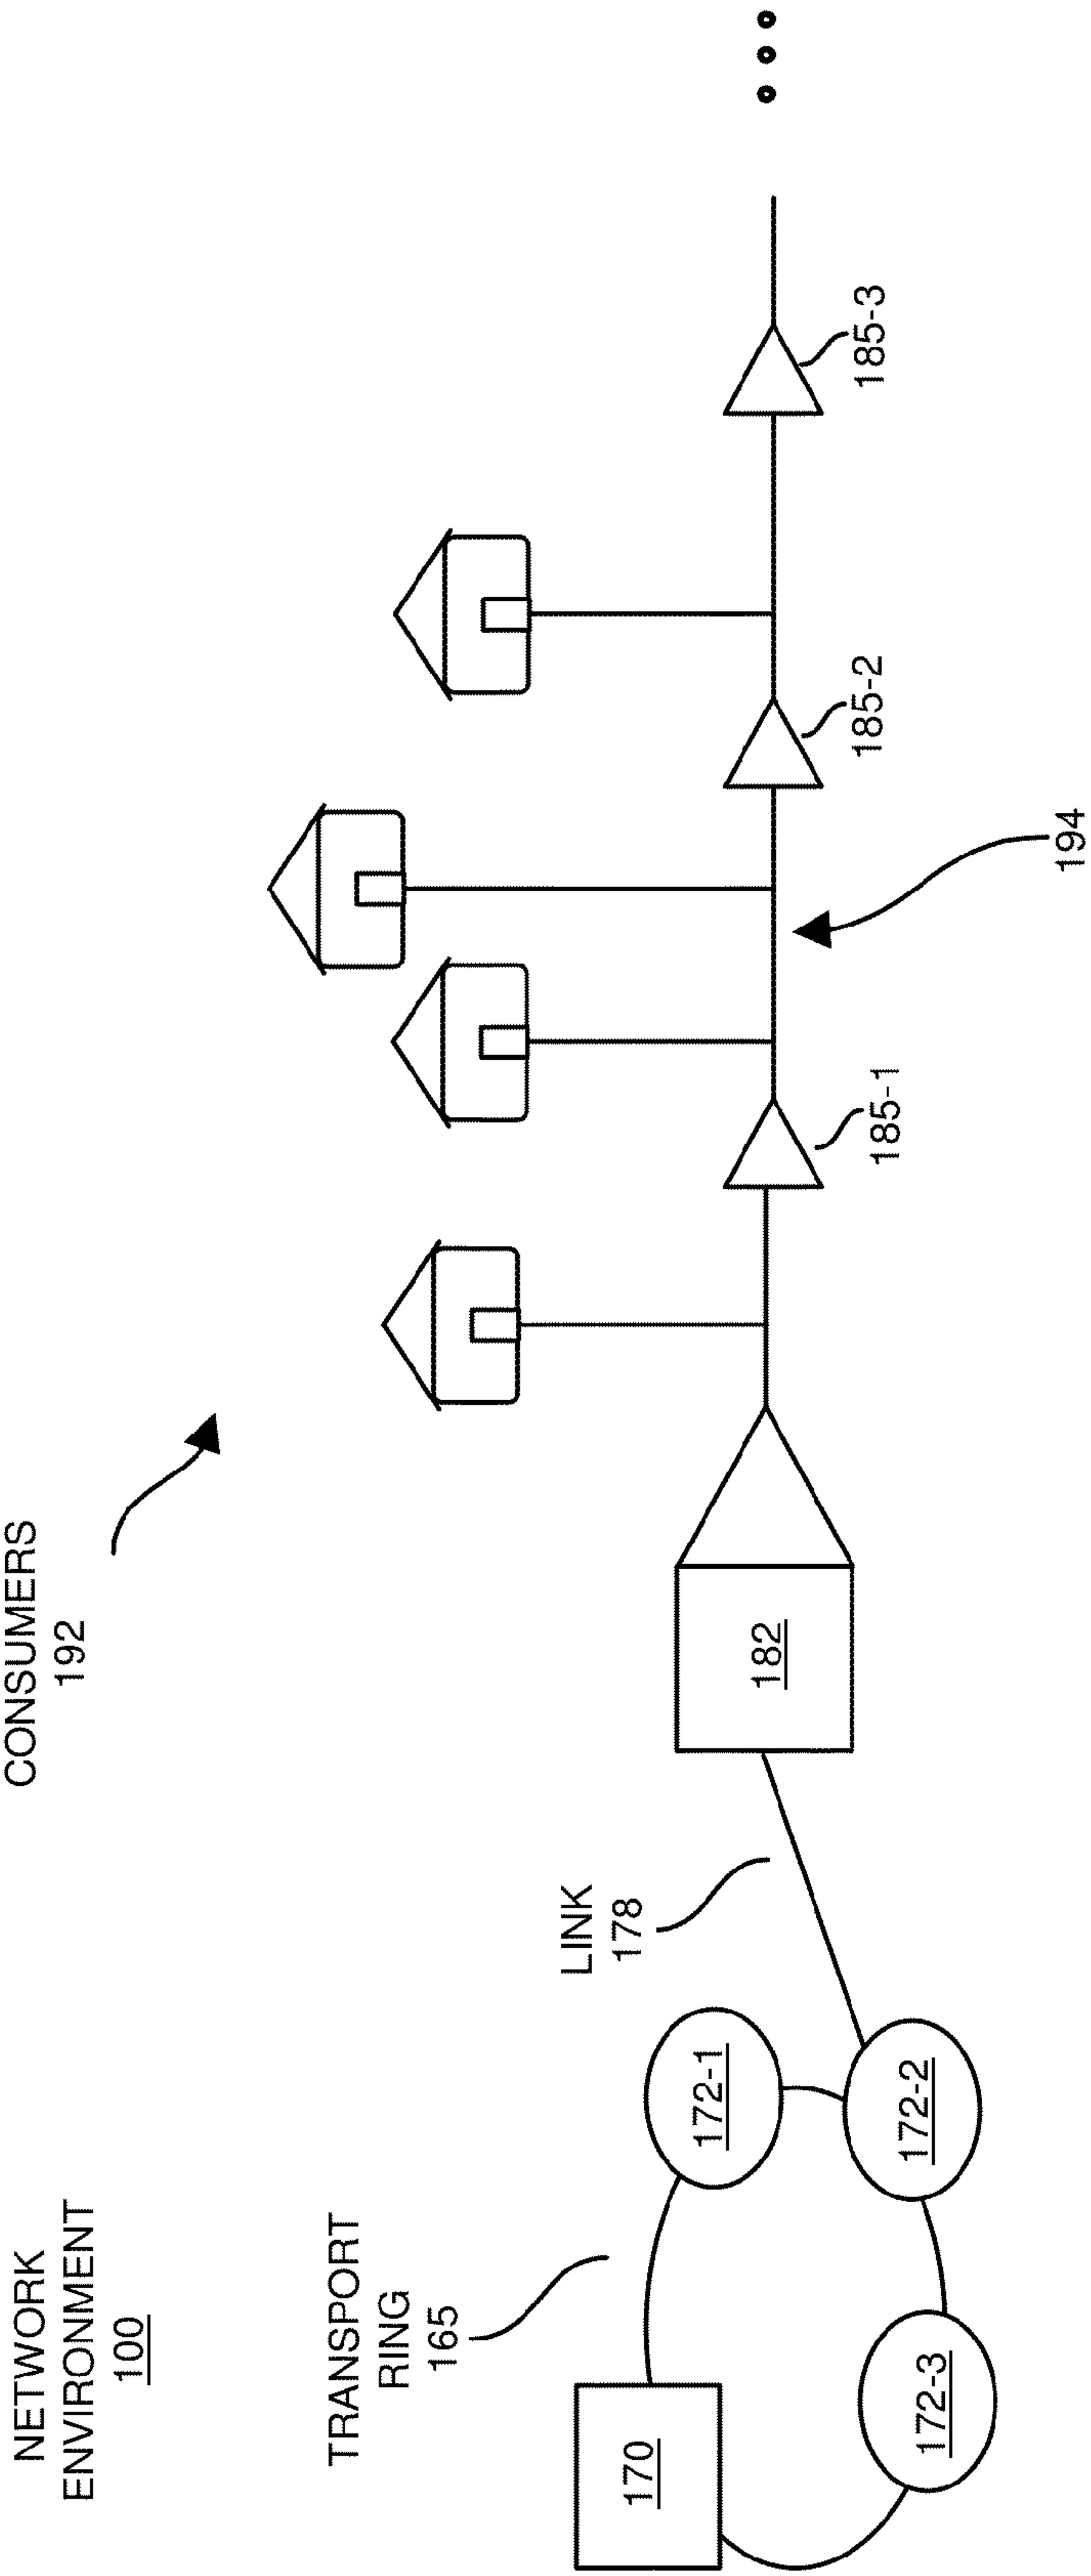 NETWORK
ENVIRONMENT
100
CONSUMERS
192
TRANSPORT
RING
165
LINK
178
170
172-1
172-2
172-3
182
185-1
185-2
185-3
194